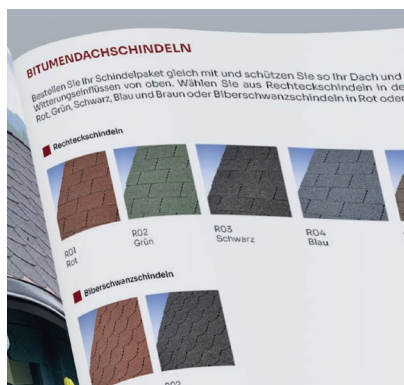 BITUMENDACHSCHINDELN
Bestellen Sie Ihr Schindelpaket gleich mit und schützen Sie so Ihr Dach und
Witterungseinflüssen von oben. Wählen Sie aus Rechteckschindeln in de
Rot, Grün, Schwarz, Blau und Braun oder Biberschwanzschindeln in Rot oder
Rechteckschindeln
R01 R02 R03 R04
Rot Grün Schwarz Blau
Biberschwanzschindeln